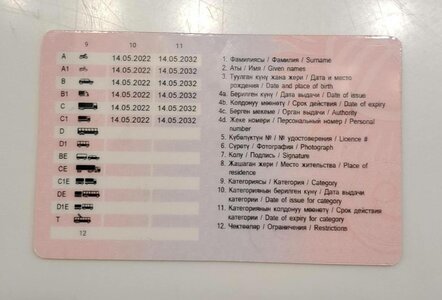 9 10 11
A 14.05.2022 14.05.2032
A1 14.05.2022 14.05.2032
B 14.05.2022 14.05.2032
B1 14.05.2022 14.05.2032
C 14.05.2022 14.05.2032
C1 14.05.2022 14.05.2032
D
D1
BE
CE
C1E
DE
D1E
T
12
1. Фамилиясы / Фамилия / Surname
2. Аты / Имя / Given names
3. Туулган күнү жана жери / Дата и место
рождения / Date and place of birth
4a. Берилген күнү / Дата выдачи / Date of issue
4b. Колдонуу мөөнөтү / Срок действия / Date of expiry
4c. Берген мекеме / Орган выдачи / Authority
4d. Жеке номери / Персональный номер / Personal
number
5. Күбөлүктүн № / № удостоверения / Licence #
6. Сүрөтү / Фотография / Photograph
7. Колу / Подпись / Signature
8. Жашаган жери / Место жительства / Place of
residence
9. Категориясы / Категория / Category
10. Категориянын берилген күнү / Дата выдачи
категории / Date of issue for category
11. Категориянын колдонуу мөөнөтү / Срок действия
категории / Date of expiry for category
12. Чектөөлөр / Ограничения / Restrictions